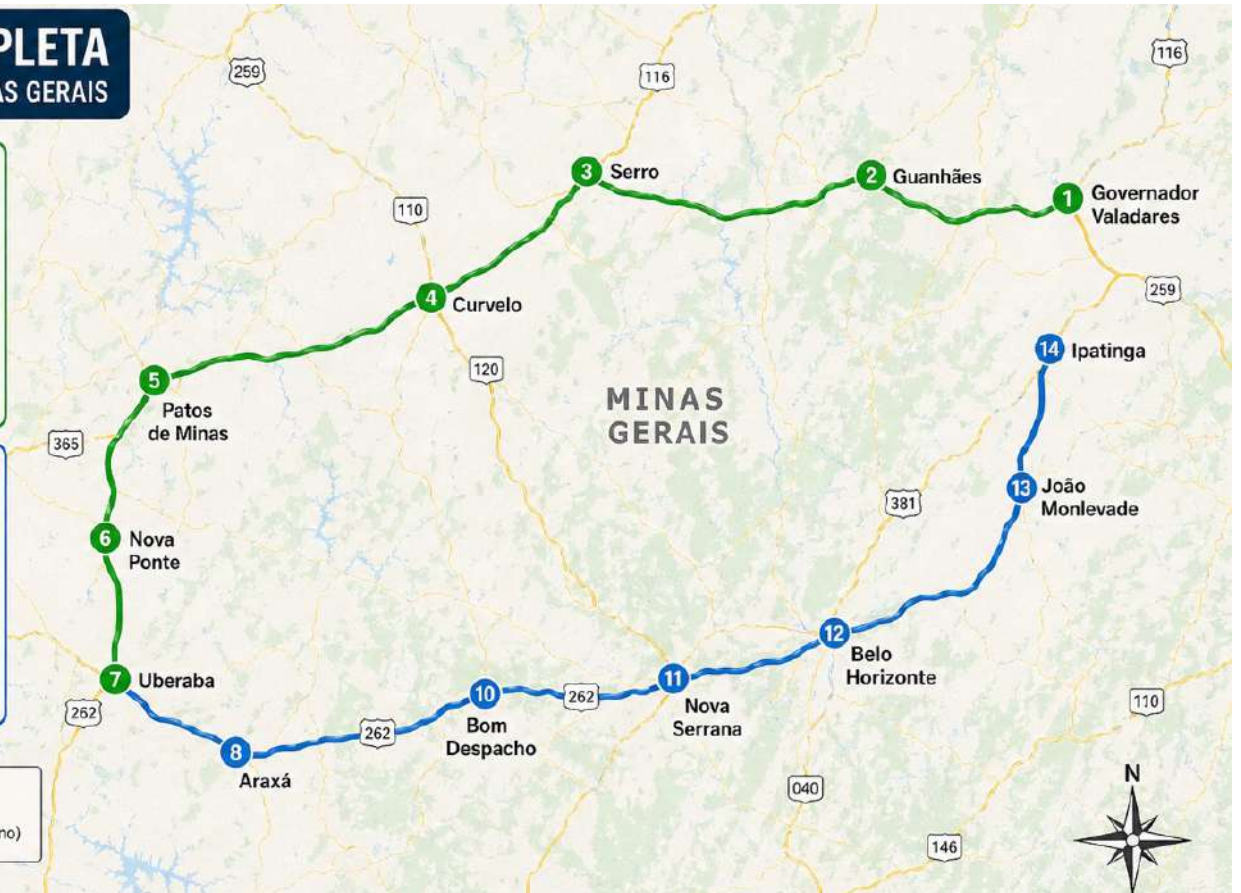 PLETA
AS GERAIS
259
116
116
3 Serro
2 Guanhães
1 Governador
Valadares
110
259
4 Curvelo
14 Ipatinga
120
5
Patos
de Minas
MINAS
GERAIS
365
13 João
Monlevade
381
6 Nova
Ponte
12
Belo
Horizonte
7 Uberaba
11
Nova
Serrana
10
Bom
Despacho
262
262
262
110
8
Araxá
N
040
no)
146